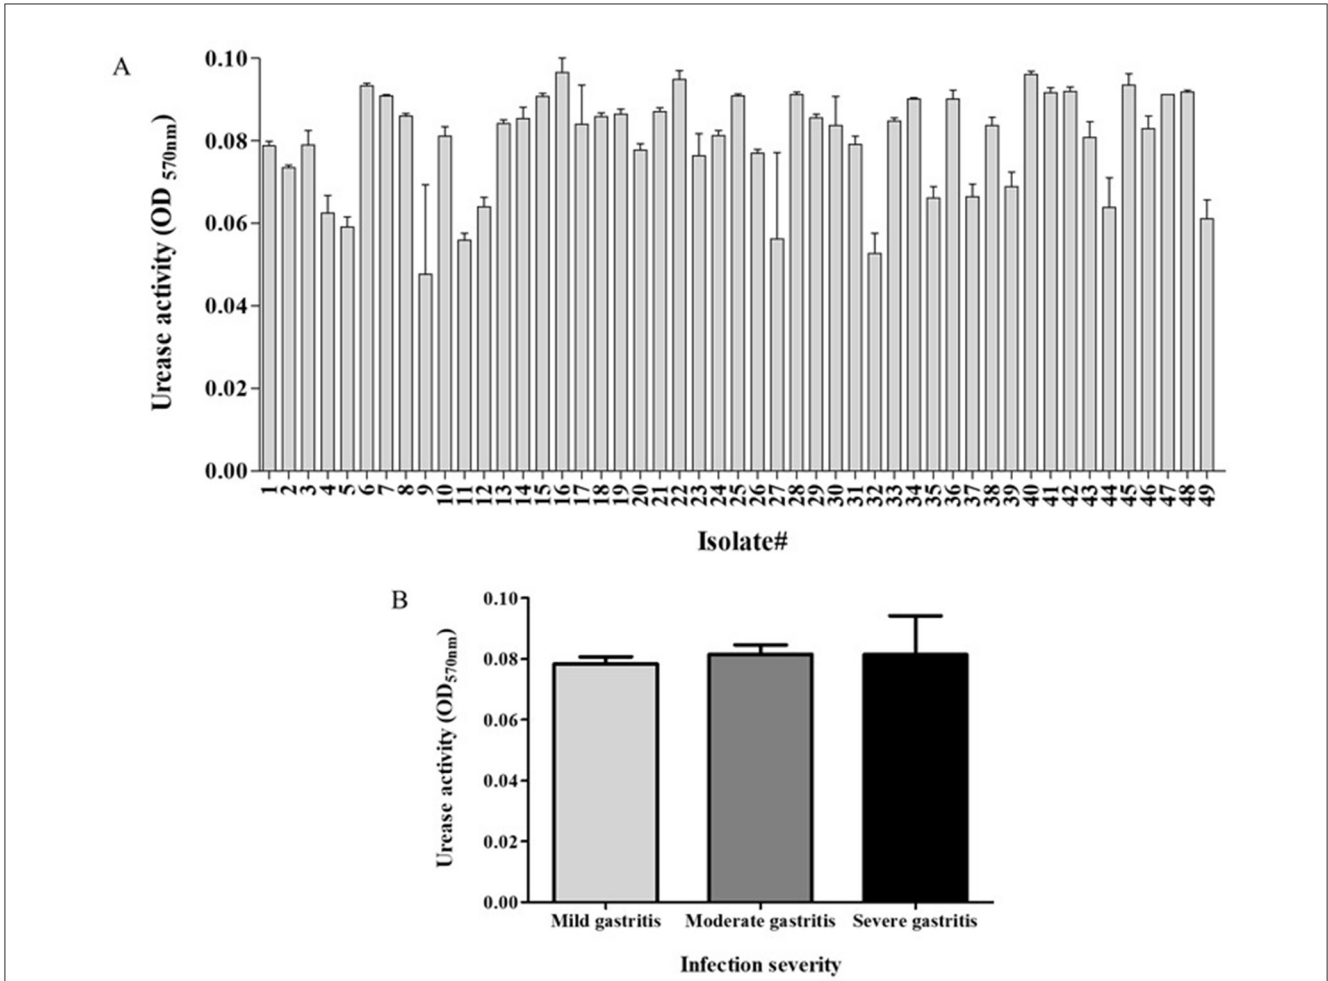 A
Urease activity (OD 570nm)
0.10
0.08
0.06
0.04
0.02
0.00
1 2 3 4 5 6 7 8 9 10 11 12 13 14 15 16 17 18 19 20 21 22 23 24 25 26 27 28 29 30 31 32 33 34 35 36 37 38 39 40 41 42 43 44 45 46 47 48 49
Isolate#
B
Urease activity (OD570nm)
0.10
0.08
0.06
0.04
0.02
0.00
Mild gastritis Moderate gastritis Severe gastritis
Infection severity